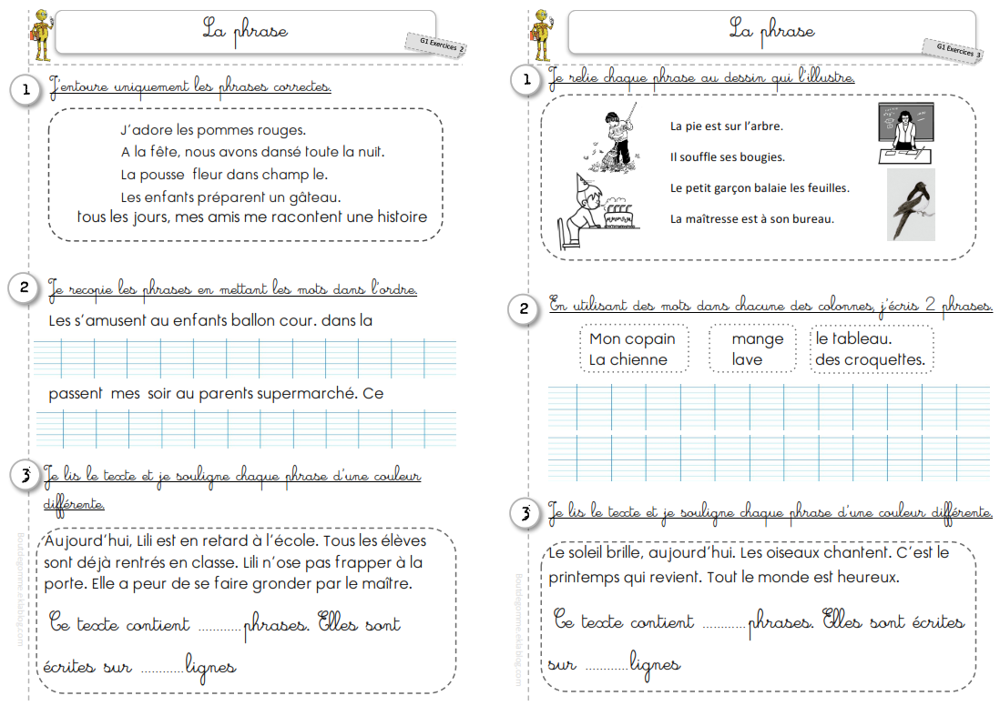 La phrase
G1 Exercices 2
1 J'entoure uniquement les phrases correctes.
J'adore les pommes rouges.
A la fête, nous avons dansé toute la nuit.
La pousse fleur dans champ le.
Les enfants préparent un gâteau.
tous les jours, mes amis me racontent une histoire
2 Je recopie les phrases en mettant les mots dans l'ordre.
Les s'amusent au enfants ballon cour. dans la
passent mes soir au parents supermarché. Ce
3 Je lis le texte et je souligne chaque phrase d'une couleur
différente.
Aujourd'hui, Lili est en retard à l'école. Tous les élèves
sont déjà rentrés en classe. Lili n'ose pas frapper à la
porte. Elle a peur de se faire gronder par le maître.
Ce texte contient ............phrases. Elles sont
écrites sur ............lignes
Boutdegomme.eklablog.com
La phrase
G1 Exercices 3
1 Je relie chaque phrase au dessin qui l'illustre.
La pie est sur l'arbre.
Il souffle ses bougies.
Le petit garçon balaie les feuilles.
La maîtresse est à son bureau.
2 En utilisant des mots dans chacune des colonnes, j'écris 2 phrases.
Mon copain mange le tableau.
La chienne lave des croquettes.
3 Je lis le texte et je souligne chaque phrase d'une couleur différente.
Le soleil brille, aujourd'hui. Les oiseaux chantent. C'est le
printemps qui revient. Tout le monde est heureux.
Ce texte contient ............phrases. Elles sont écrites
sur ............lignes
Boutdegomme.eklablog.com